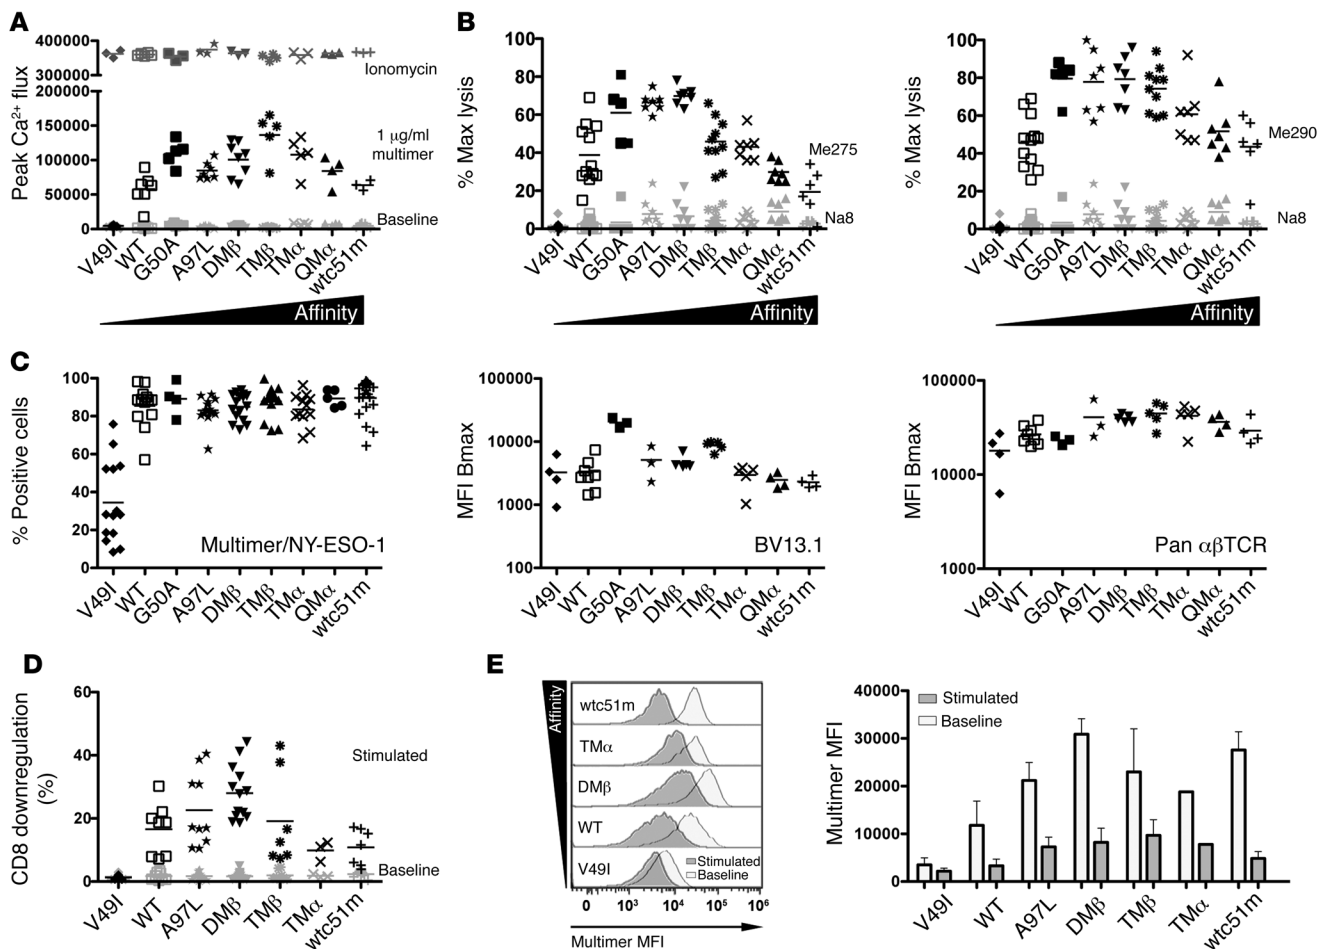 A
Peak Ca²⁺ flux
400000
300000
200000
150000
100000
50000
0
Ionomycin
1 µg/ml
multimer
Baseline
V49I
WT
G50A
A97L
DMβ
TMβ
TMα
QMα
wtc51m
Affinity
B
% Max lysis
100
80
60
40
20
0
Me275
Na8
V49I
WT
G50A
A97L
DMβ
TMβ
TMα
QMα
wtc51m
Affinity
% Max lysis
100
80
60
40
20
0
Me290
Na8
V49I
WT
G50A
A97L
DMβ
TMβ
TMα
QMα
wtc51m
Affinity
C
% Positive cells
100
80
60
40
20
0
Multimer/NY-ESO-1
V49I
WT
G50A
A97L
DMβ
TMβ
TMα
QMα
wtc51m
MFI Bmax
100000
10000
1000
100
BV13.1
V49I
WT
G50A
A97L
DMβ
TMβ
TMα
QMα
wtc51m
MFI Bmax
100000
10000
1000
Pan αβTCR
V49I
WT
G50A
A97L
DMβ
TMβ
TMα
QMα
wtc51m
D
CD8 downregulation
(%)
60
40
20
0
Stimulated
Baseline
V49I
WT
A97L
DMβ
TMβ
TMα
wtc51m
E
Affinity
wtc51m
TMα
DMβ
WT
V49I
Stimulated
Baseline
0 10³ 10⁴ 10⁵ 10⁶
Multimer MFI
Multimer MFI
40000
30000
20000
10000
0
Stimulated
Baseline
V49I
WT
A97L
DMβ
TMβ
TMα
wtc51m